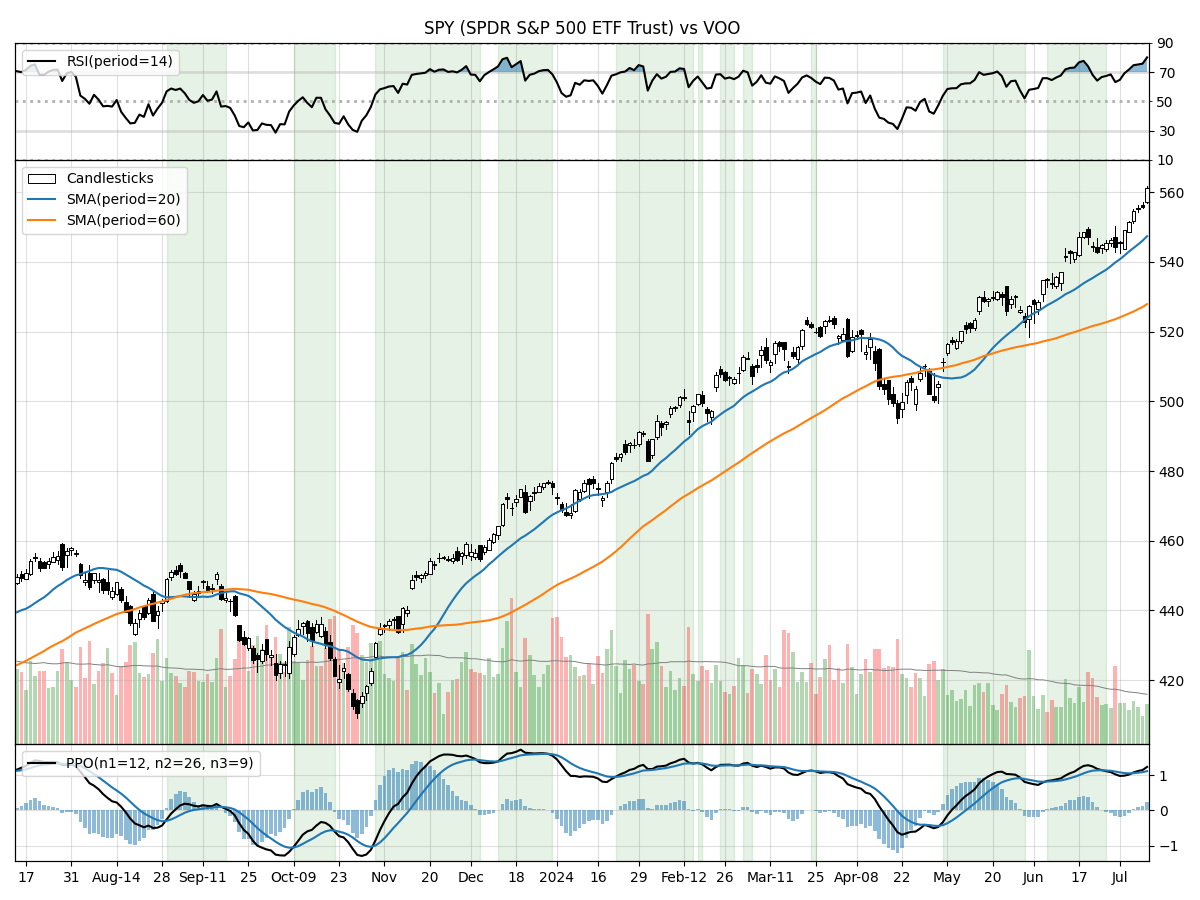 SPY (SPDR S&P 500 ETF Trust) vs VOO
RSI(period=14)
90
70
50
30
10
Candlesticks
SMA(period=20)
SMA(period=60)
560
540
520
500
480
460
440
420
PPO(n1=12, n2=26, n3=9)
1
0
−1
17 31 Aug-14 28 Sep-11 25 Oct-09 23 Nov 20 Dec 18 2024 16 29 Feb-12 26 Mar-11 25 Apr-08 22 May 20 Jun 17 Jul